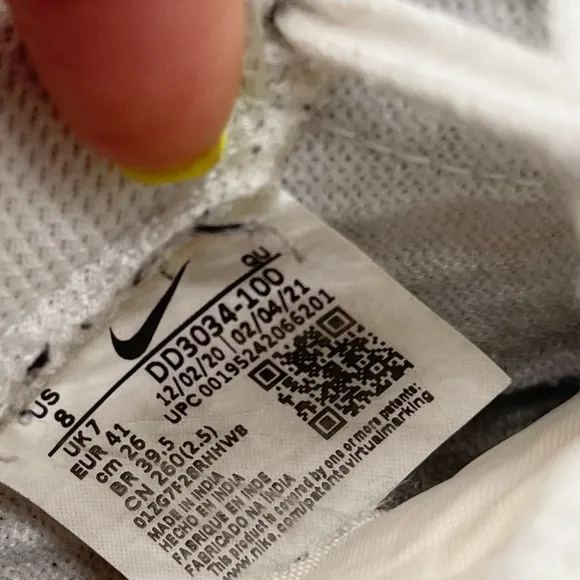 QU
DD3034-100
12/02/20 02/04/21
UPC 00195242066201
US 8
UK 7
EUR 41
cm 26
BR 39.5
CN 260(2.5)
MADE IN INDIA
HECHO EN INDIA
FABRIQUE EN INDE
FABRICADO NA INDIA
The product is covered by one or more patents:
www.nike.com/patentsvirtualmarking